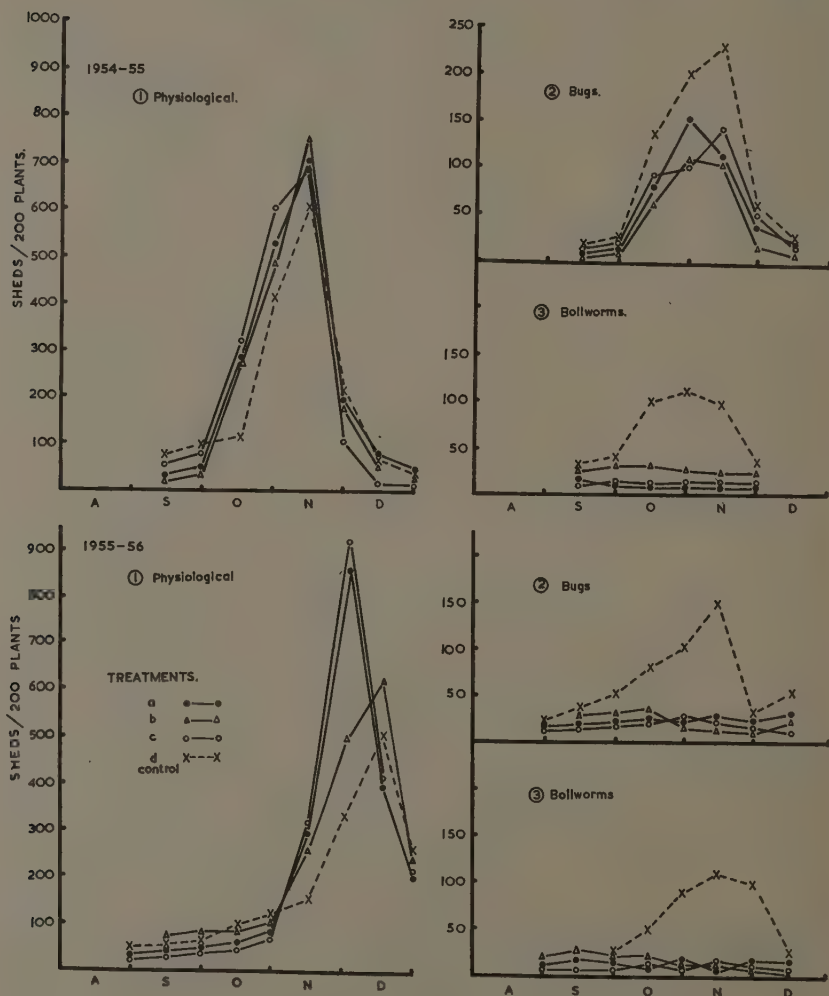 1954-55
① Physiological.
SHEDS/200 PLANTS.
1000
900
800
700
600
500
400
300
200
100
A S O N D
② Bugs.
250
200
150
100
50
③ Bollworms.
150
100
50
A S O N D
1955-56
① Physiological
SHEDS/200 PLANTS
900
800
700
600
500
400
300
200
100
TREATMENTS.
a
b
c
d
control
A S O N D
② Bugs
150
100
50
③ Bollworms
150
100
50
A S O N D